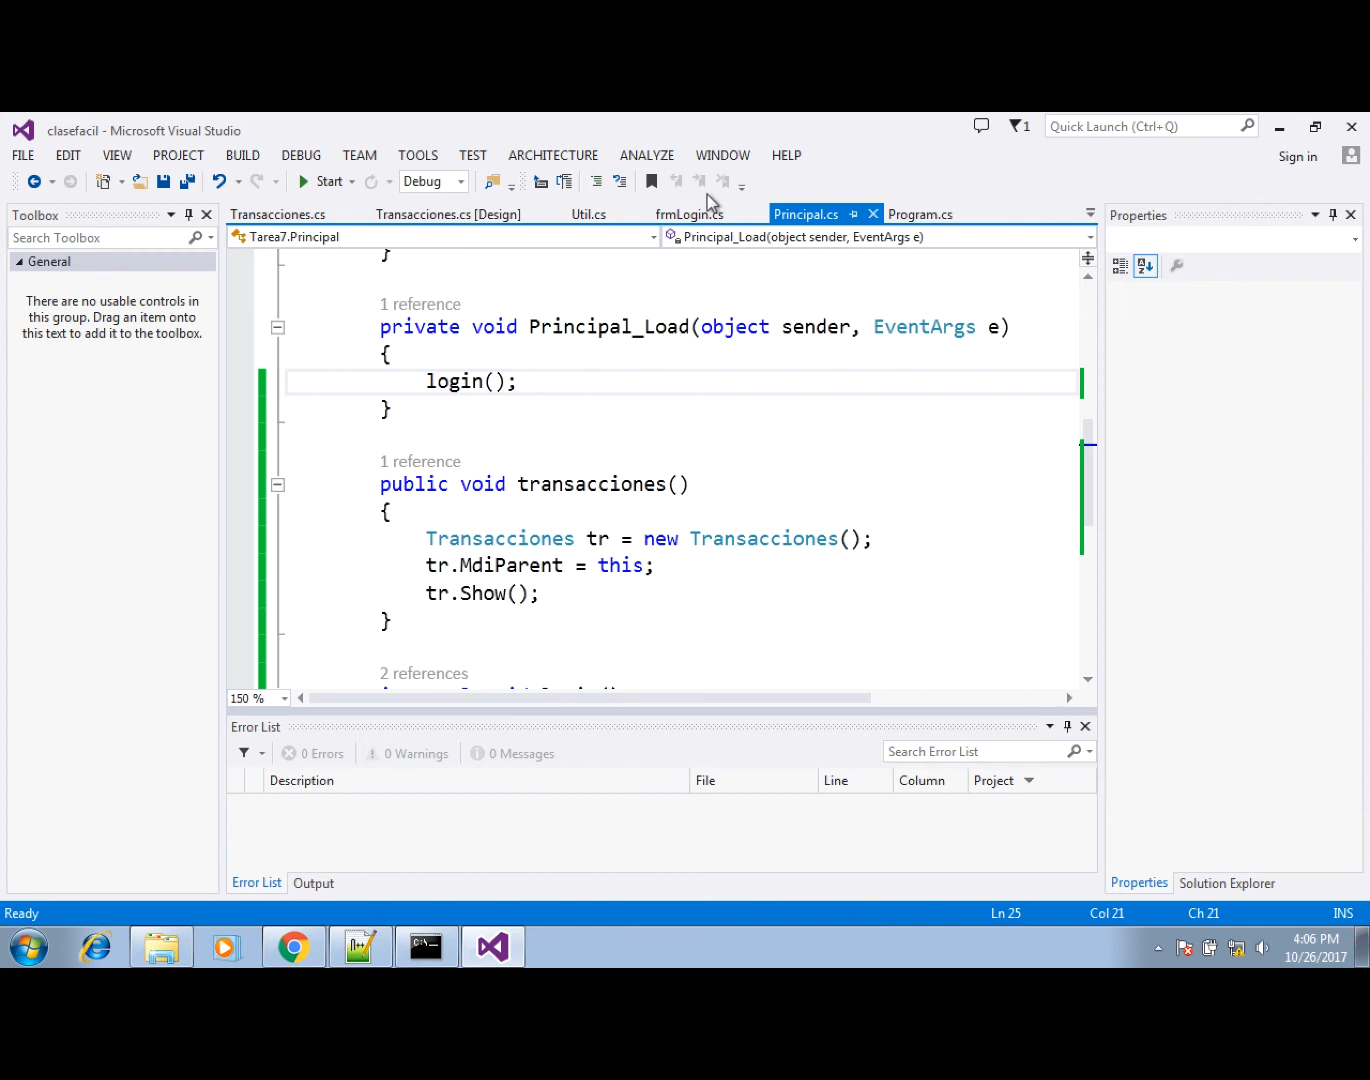 clasefacil - Microsoft Visual Studio
1
Quick Launch (Ctrl+Q)
FILE EDIT VIEW PROJECT BUILD DEBUG TEAM TOOLS TEST ARCHITECTURE ANALYZE WINDOW HELP
Sign in
Start
Debug
Toolbox
Transacciones.cs Transacciones.cs [Design] Util.cs frmLogin.cs Principal.cs Program.cs
Properties
Search Toolbox
Tarea7.Principal
Principal_Load(object sender, EventArgs e)
General
There are no usable controls in
this group. Drag an item onto
this text to add it to the toolbox.
}
1 reference
private void Principal_Load(object sender, EventArgs e)
{
login();
}
1 reference
public void transacciones()
{
Transacciones tr = new Transacciones();
tr.MdiParent = this;
tr.Show();
}
2 references
150 %
Error List
0 Errors 0 Warnings 0 Messages
Search Error List
Description File Line Column Project
Error List Output
Properties Solution Explorer
Ready Ln 25 Col 21 Ch 21 INS
4:06 PM
10/26/2017